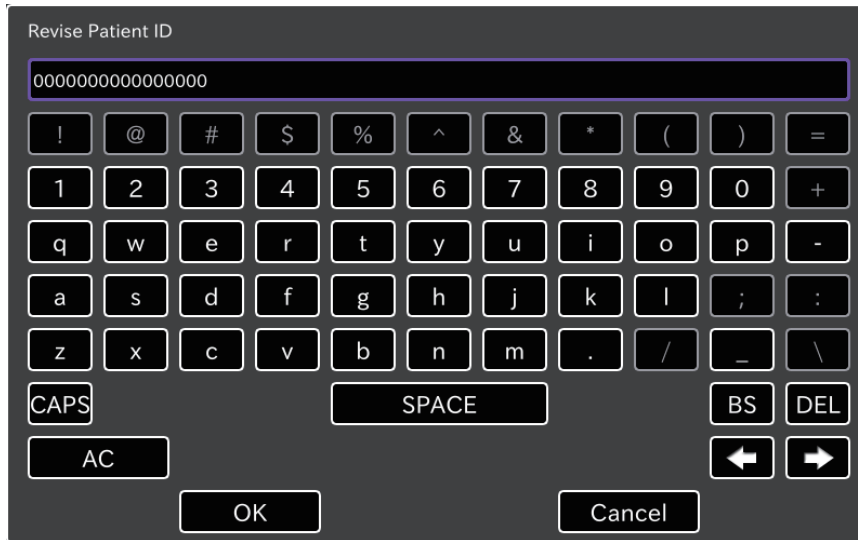 Revise Patient ID
0000000000000000
! @ # $ % ^ & * ( ) =
1 2 3 4 5 6 7 8 9 0 +
q w e r t y u i o p -
a s d f g h j k l ; :
z x c v b n m . / _ \
CAPS SPACE BS DEL
AC
OK Cancel